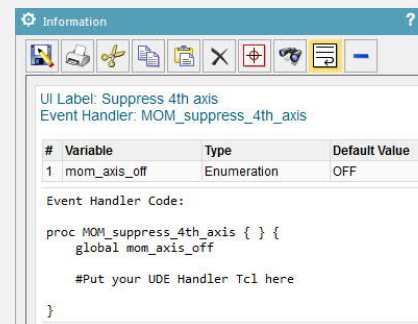 Information ?
UI Label: Suppress 4th axis
Event Handler: MOM_suppress_4th_axis
# Variable Type Default Value
1 mom_axis_off Enumeration OFF
Event Handler Code:
proc MOM_suppress_4th_axis { } {
    global mom_axis_off
    #Put your UDE Handler Tcl here
}